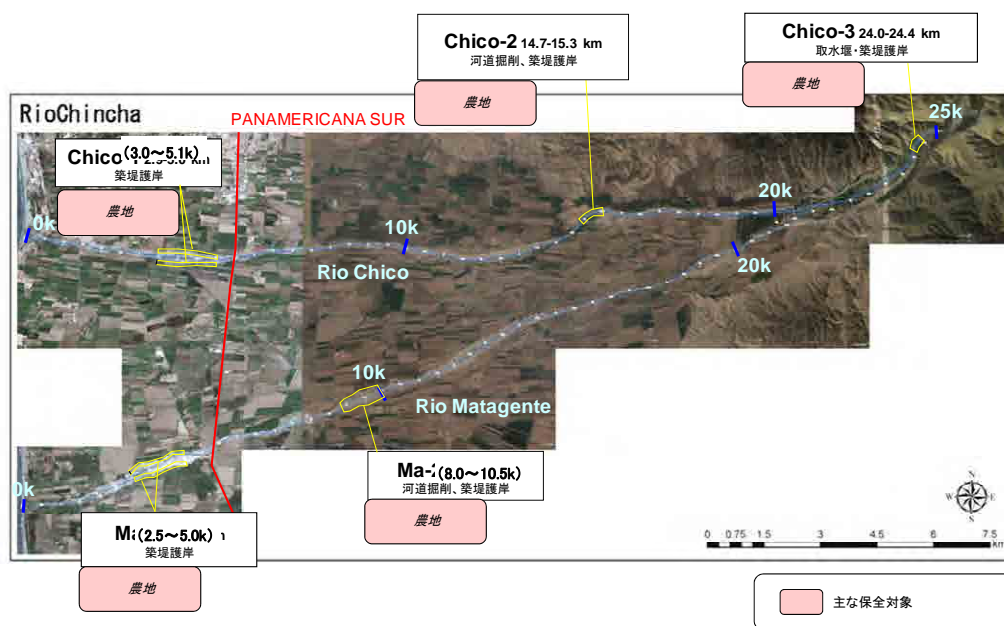 Chico-2 14.7-15.3 km
河道掘削、築堤護岸
農地
Chico-3 24.0-24.4 km
取水堰・築堤護岸
農地
RioChincha
PANAMERICANA SUR
25k
Chico (3.0～5.1k) km
築堤護岸
農地
0k
10k
20k
Rio Chico
20k
10k
Rio Matagente
Ma-(8.0～10.5k)
河道掘削、築堤護岸
農地
0k
(2.5～5.0k)
築堤護岸
農地
N
W E
S
0 0.75 1.5 3 4.5 6 7.5
km
主な保全対象